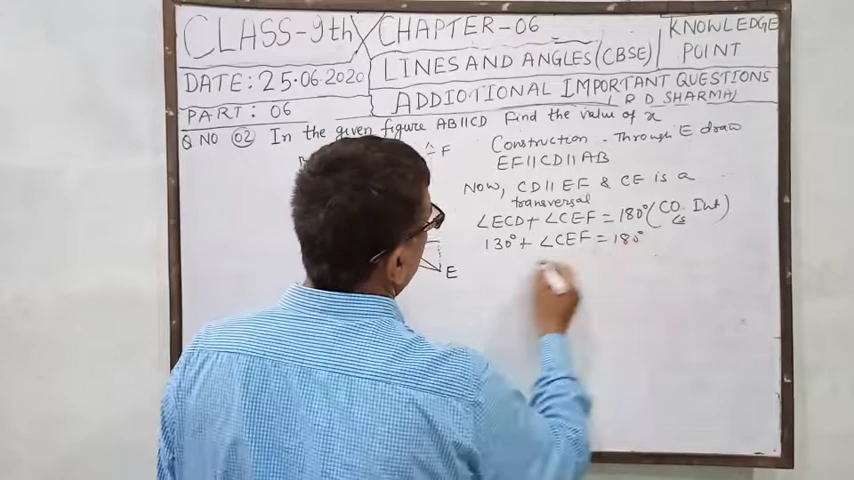 CLASS-9th CHAPTER-06
KNOWLEDGE
POINT
LINES AND ANGLES (CBSE)
DATE: 25.06.2020
ADDIOTIONAL IMPORTANT QUESTIONS
PART: 06
( R D SHARMA)
Q NO 02 In the given figure AB||CD Find the value of x
F
Construction - Through E draw
EF||CD||AB
Now, CD||EF & CE is a
transversal
∠ECD+∠CEF=180° (CO. Int)
∠s
130°+∠CEF=180°
E